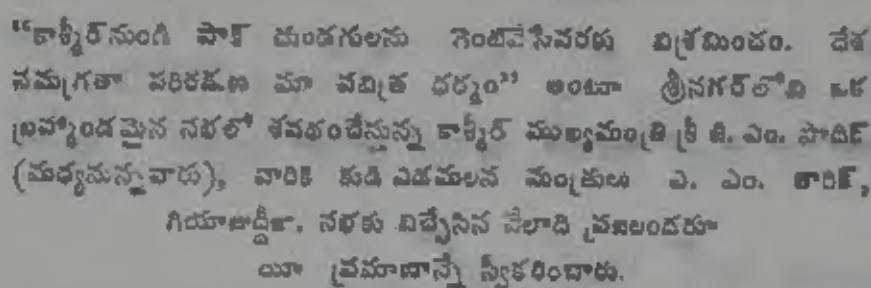 “కాశ్మీర్‌నుంగి పాక్ దుండగులను గెంటివేసేవరకు విశ్రమించం. దేశ
సమగ్రతా పరిరక్షణ మా పవిత్ర ధర్మం” అంటూ శ్రీనగర్‌లోని ఒక
బ్రహ్మాండమైన సభలో శపథంచేస్తున్న కాశ్మీర్ ముఖ్యమంత్రి శ్రీ జి. ఎం. సాదిక్
(మధ్యనున్నవారు), వారికి కుడి ఎడమలన మంత్రులు ఎ. ఎం. తారిక్,
గియాజుద్దీన్. సభకు విచ్చేసిన వేలాది ప్రజలందరూ
యీ ప్రమాణాన్నే స్వీకరించారు.